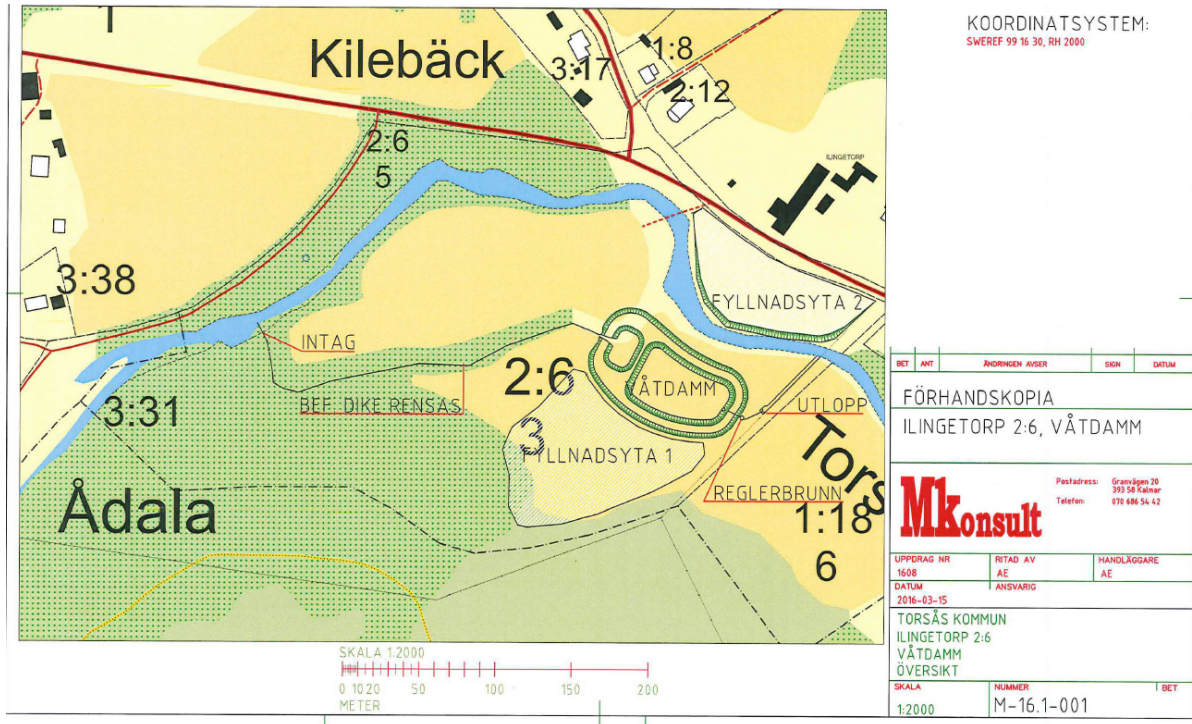 KOORDINATSYSTEM:
SWEREF 99 16 30, RH 2000
Kilebäck
3:17
1:8
2:12
ILINGETORP
2:6
5
3:38
FYLLNADSYTA 2
INTAG
2:6
3
VÅTDAMM
BEF DIKE RENSAS
UTLOPP
3:31
FYLLNADSYTA 1
Tors
REGLERBRUNN
Ådala
1:18
6
SKALA 1:2000
0 10 20 50 100 150 200
METER
BET ANT ÄNDRINGEN AVSER SIGN DATUM
FÖRHANDSKOPIA
ILINGETORP 2:6, VÅTDAMM
MKonsult
Postadress: Granvägen 20
393 58 Kalmar
Telefon: 070 686 54 42
UPPDRAG NR RITAD AV HANDLÄGGARE
1608 AE AE
DATUM ANSVARIG
2016-03-15
TORSÅS KOMMUN
ILINGETORP 2:6
VÅTDAMM
ÖVERSIKT
SKALA NUMMER BET
1:2000 M-16.1-001